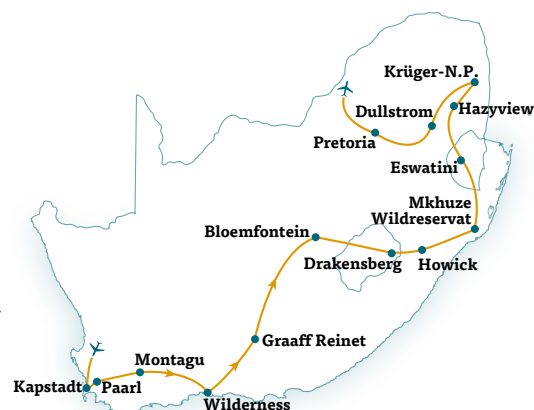 Krüger-N.P.
Hazyview
Dullstrom
Pretoria
Eswatini
Mkhuze
Wildreservat
Bloemfontein
Drakensberg
Howick
Graaff Reinet
Montagu
Kapstadt
Paarl
Wilderness